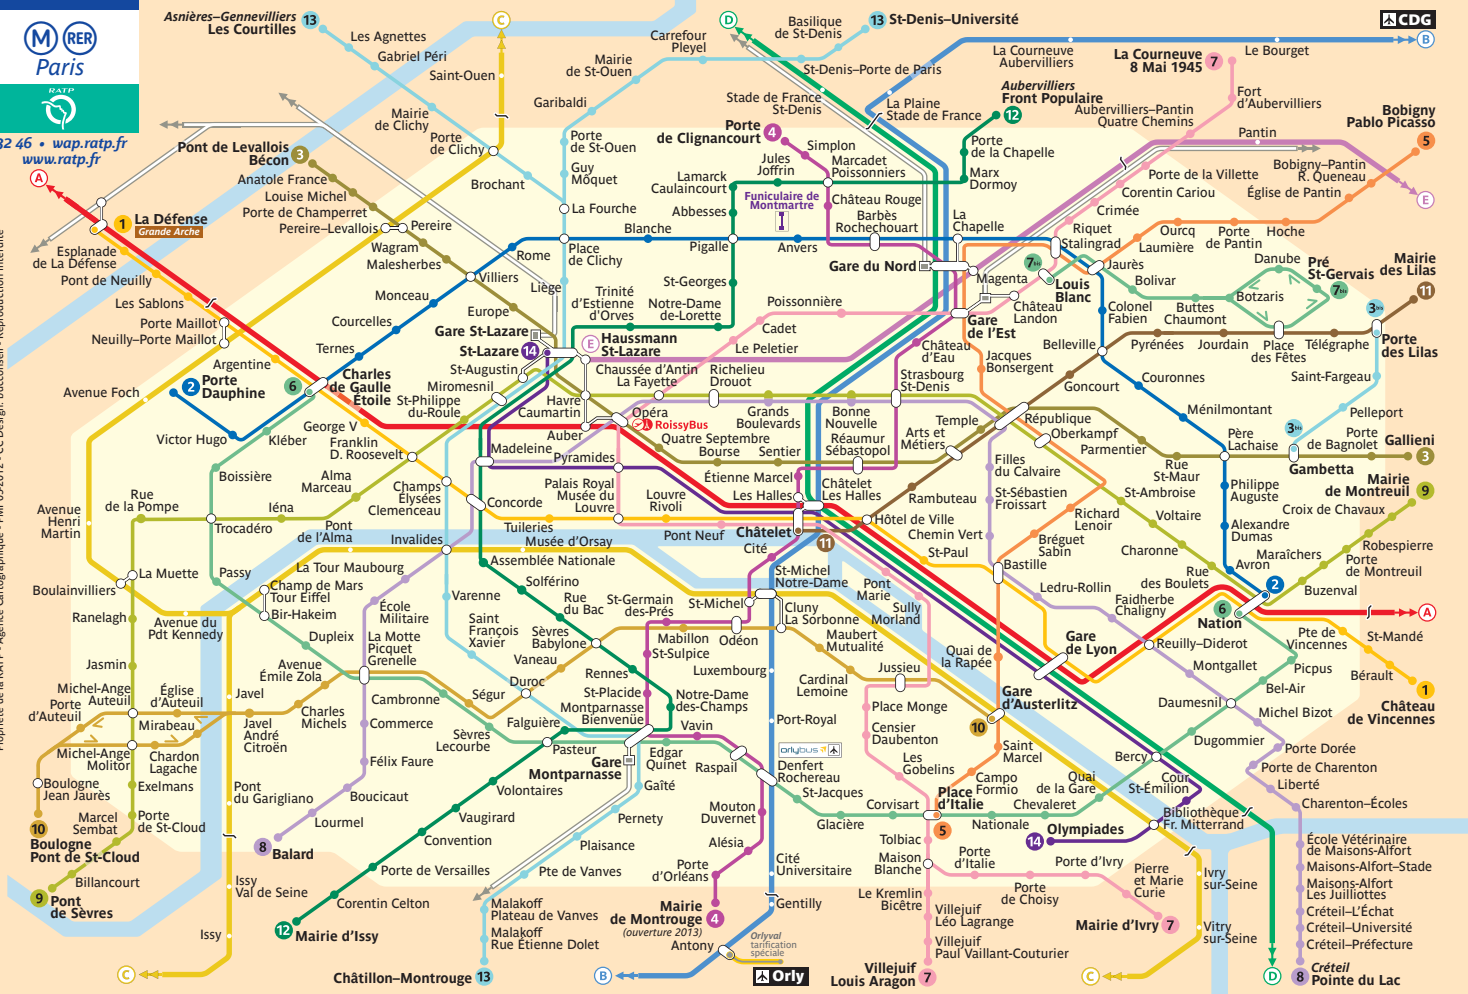 M RER
Paris
RATP
32 46 • wap.ratp.fr
www.ratp.fr
Asnières–Gennevilliers
Les Courtilles
13
Les Agnettes
Gabriel Péri
Mairie
de Clichy
Porte
de Clichy
Brochant
C
Saint-Ouen
Garibaldi
Mairie
de St-Ouen
Carrefour
Pleyel
D
Basilique
de St-Denis
13 St-Denis–Université
St-Denis–Porte de Paris
Stade de France
St-Denis
La Plaine
Stade de France
La Courneuve
Aubervilliers
Le Bourget
CDG
B
La Courneuve
8 Mai 1945
7
Fort
d'Aubervilliers
Aubervilliers–Pantin
Quatre Chemins
Aubervilliers
Front Populaire
12
Porte
de la Chapelle
Marx
Dormoy
Pantin
Bobigny
Pablo Picasso
5
Bobigny–Pantin
R. Queneau
Église de Pantin
E
Porte de la Villette
Corentin Cariou
Crimée
Riquet
Stalingrad
Ourcq
Porte
de Pantin
Hoche
Laumière
Jaurès
Bolivar
Danube
Botzaris
Buttes
Chaumont
Pré
St-Gervais
7bis
Mairie
des Lilas
11
3bis
Porte
des Lilas
Pyrénées
Jourdain
Place
des Fêtes
Télégraphe
Saint-Fargeau
Pelleport
3bis
Gambetta
Porte
de Bagnolet
Gallieni
3
Porte
de Clignancourt
4
Simplon
Jules
Joffrin
Marcadet
Poissonniers
Lamarck
Caulaincourt
Funiculaire de
Montmartre
Château Rouge
Barbès
Rochechouart
Abbesses
La
Chapelle
Porte
de St-Ouen
Guy
Môquet
La Fourche
Place
de Clichy
Blanche
Pigalle
Anvers
Gare du Nord
Magenta
7bis
Louis
Blanc
Château
Landon
Colonel
Fabien
Gare
de l'Est
Belleville
Château
d'Eau
Jacques
Bonsergent
Goncourt
Couronnes
Ménilmontant
Père
Lachaise
Pont de Levallois
Bécon
3
Anatole France
Louise Michel
Porte de Champerret
Pereire–Levallois
Pereire
Wagram
Malesherbes
A
1 La Défense
Grande Arche
Esplanade
de La Défense
Pont de Neuilly
Les Sablons
Porte Maillot
Neuilly–Porte Maillot
Argentine
Avenue Foch
2 Porte
Dauphine
Victor Hugo
6
Charles
de Gaulle
Étoile
Ternes
Courcelles
Monceau
Villiers
Rome
Liège
Europe
St-Georges
Trinité
d'Estienne
d'Orves
Notre-Dame
de-Lorette
Gare St-Lazare
St-Lazare
14
E
Haussmann
St-Lazare
St-Augustin
Miromesnil
St-Philippe
du-Roule
Chaussée d'Antin
La Fayette
Richelieu
Drouot
Le Peletier
Cadet
Poissonnière
Grands
Boulevards
Bonne
Nouvelle
Strasbourg
St-Denis
Havre
Caumartin
Auber
Opéra
RoissyBus
Quatre Septembre
Bourse
Sentier
Réaumur
Sébastopol
Arts et
Métiers
Temple
République
Oberkampf
Parmentier
Rue
St-Maur
Filles
du Calvaire
St-Sébastien
Froissart
St-Ambroise
Voltaire
Charonne
Richard
Lenoir
Bréguet
Sabin
Chemin Vert
Philippe
Auguste
Alexandre
Dumas
Avron
Maraîchers
Mairie
de Montreuil
9
Croix de Chavaux
Robespierre
Porte
de Montreuil
Buzenval
Rue
des Boulets
2
6
Nation
A
Kléber
Boissière
Rue
de la Pompe
Avenue
Henri
Martin
Trocadéro
Iéna
Alma
Marceau
George V
Franklin
D. Roosevelt
Champs
Élysées
Clemenceau
Madeleine
Concorde
Pyramides
Palais Royal
Musée du
Louvre
Louvre
Rivoli
Tuileries
Étienne Marcel
Les Halles
Châtelet
Les Halles
Rambuteau
Hôtel de Ville
Châtelet
11
Pont Neuf
Cité
St-Paul
Bastille
Pont
Marie
Sully
Morland
Ledru-Rollin
Faidherbe
Chaligny
Pont
de l'Alma
Invalides
Musée d'Orsay
Assemblée Nationale
La Tour Maubourg
Solférino
Rue
du Bac
Varenne
Saint
François
Xavier
St-Germain
des-Prés
St-Michel
St-Michel
Notre-Dame
Cluny
La Sorbonne
Maubert
Mutualité
Boulainvilliers
La Muette
Passy
Ranelagh
Champ de Mars
Tour Eiffel
Bir-Hakeim
Avenue du
Pdt Kennedy
Dupleix
École
Militaire
La Motte
Picquet
Grenelle
Avenue
Émile Zola
Jasmin
Michel-Ange
Auteuil
Porte
d'Auteuil
Église
d'Auteuil
Mirabeau
Javel
Javel
André
Citroën
Charles
Michels
Michel-Ange
Molitor
Chardon
Lagache
Boulogne
Jean Jaurès
Exelmans
Marcel
Sembat
Porte
de St-Cloud
10
Boulogne
Pont de St-Cloud
Billancourt
9 Pont
de Sèvres
Pont
du Garigliano
Issy
Val de Seine
Issy
C
Cambronne
Commerce
Félix Faure
Boucicaut
Lourmel
8 Balard
Sèvres
Lecourbe
Ségur
Duroc
Vaneau
Sèvres
Babylone
Mabillon
Odéon
St-Sulpice
Rennes
St-Placide
Montparnasse
Bienvenüe
Notre-Dame
des-Champs
Luxembourg
Falguière
Pasteur
Gare
Montparnasse
Edgar
Quinet
Vavin
Raspail
Port-Royal
orlybus
Denfert
Rochereau
Volontaires
Vaugirard
Convention
Porte de Versailles
Corentin Celton
12 Mairie d'Issy
Gaîté
Pernety
Plaisance
Pte de Vanves
Malakoff
Plateau de Vanves
Malakoff
Rue Étienne Dolet
Châtillon–Montrouge 13
Mouton
Duvernet
Alésia
Porte
d'Orléans
Mairie
de Montrouge
(ouverture 2013)
4
B
Antony
Orlyval
tarification
spéciale
Orly
Gentilly
Cité
Universitaire
St-Jacques
Glacière
Corvisart
Cardinal
Lemoine
Jussieu
Place Monge
Censier
Daubenton
Les
Gobelins
Place
d'Italie
5
Tolbiac
Maison
Blanche
Le Kremlin
Bicêtre
Villejuif
Léo Lagrange
Villejuif
Paul Vaillant-Couturier
Villejuif
Louis Aragon
7
Porte
d'Italie
Porte
de Choisy
Porte d'Ivry
Pierre
et Marie
Curie
Mairie d'Ivry 7
Quai de
la Rapée
Gare
d'Austerlitz
10
Saint
Marcel
Campo
Formio
Nationale
Chevaleret
Quai
de la Gare
14 Olympiades
Bercy
Cour
St-Émilion
Bibliothèque
Fr. Mitterrand
Gare
de Lyon
Reuilly–Diderot
Montgallet
Daumesnil
Dugommier
Bel-Air
Picpus
Pte de
Vincennes
St-Mandé
Bérault
1
Château
de Vincennes
Michel Bizot
Porte Dorée
Porte de Charenton
Liberté
Charenton–Écoles
École Vétérinaire
de Maisons-Alfort
Maisons-Alfort–Stade
Maisons-Alfort
Les Juilliottes
Créteil–L'Échat
Créteil–Université
Créteil–Préfecture
8
Créteil
Pointe du Lac
D
Ivry
sur-Seine
Vitry
sur-Seine
C